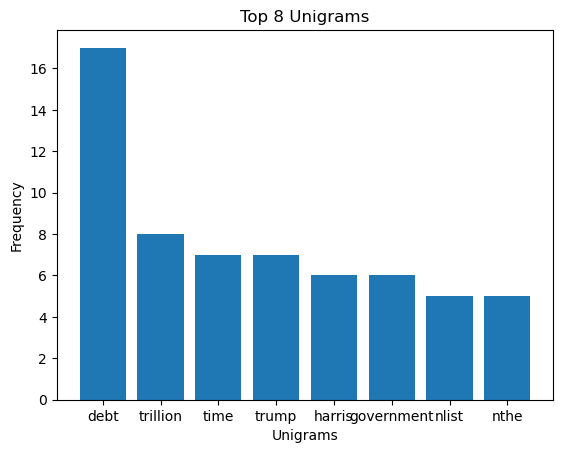 Top 8 Unigrams
16
14
12
10
8
6
4
2
0
Frequency
debt trillion time trump harris government nlist nthe
Unigrams